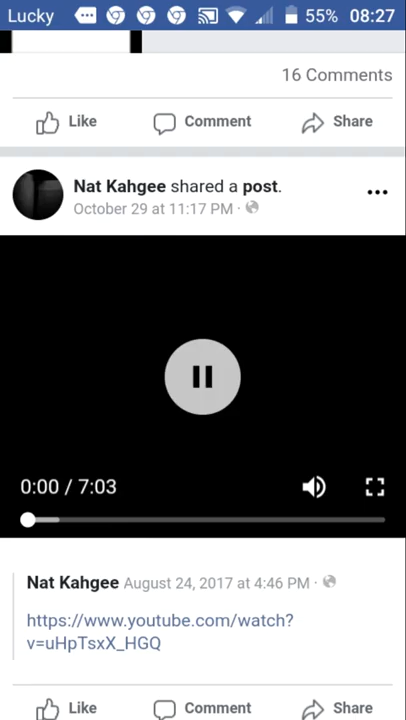 Lucky 55% 08:27
16 Comments
Like Comment Share
Nat Kahgee shared a post.
October 29 at 11:17 PM ·
0:00 / 7:03
Nat Kahgee August 24, 2017 at 4:46 PM ·
https://www.youtube.com/watch?
v=uHpTsxX_HGQ
Like Comment Share